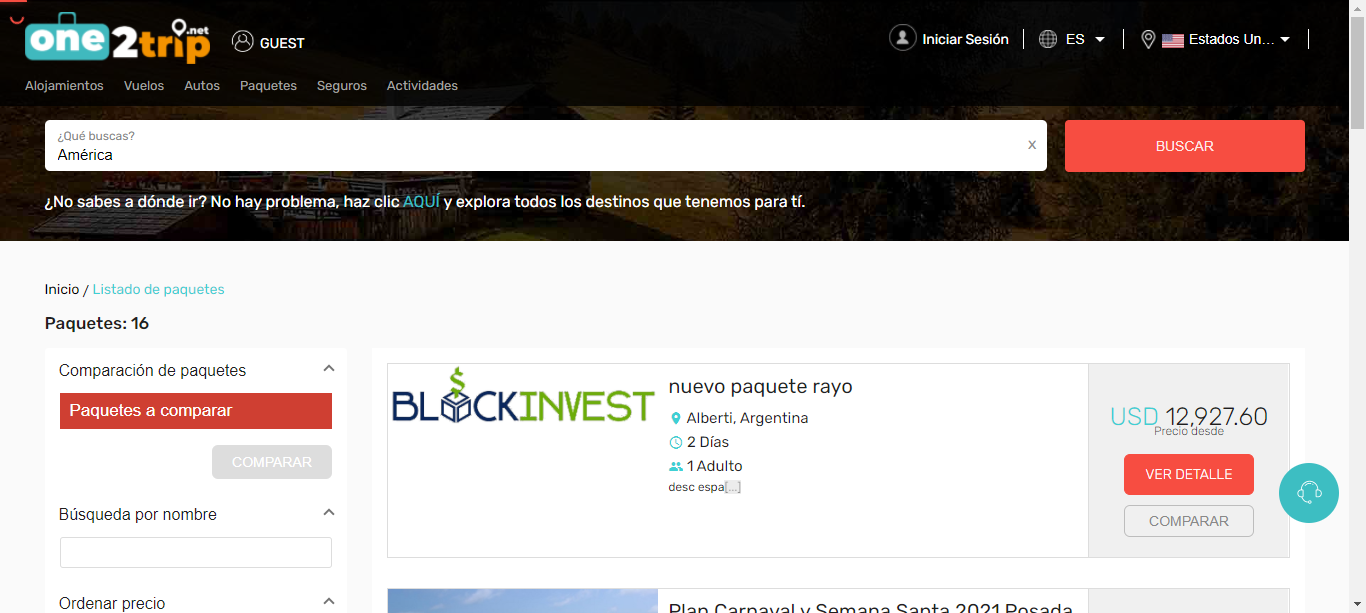 one2trip.net
GUEST
Iniciar Sesión
ES
Estados Un...
Alojamientos Vuelos Autos Paquetes Seguros Actividades
¿Qué buscas?
América
x
BUSCAR
¿No sabes a dónde ir? No hay problema, haz clic AQUÍ y explora todos los destinos que tenemos para tí.
Inicio / Listado de paquetes
Paquetes: 16
Comparación de paquetes
Paquetes a comparar
COMPARAR
Búsqueda por nombre
Ordenar precio
BLOCKINVEST
nuevo paquete rayo
Alberti, Argentina
2 Días
1 Adulto
desc espa[...]
USD 12,927.60
Precio desde
VER DETALLE
COMPARAR
Plan Carnaval y Semana Santa 2021 Posada